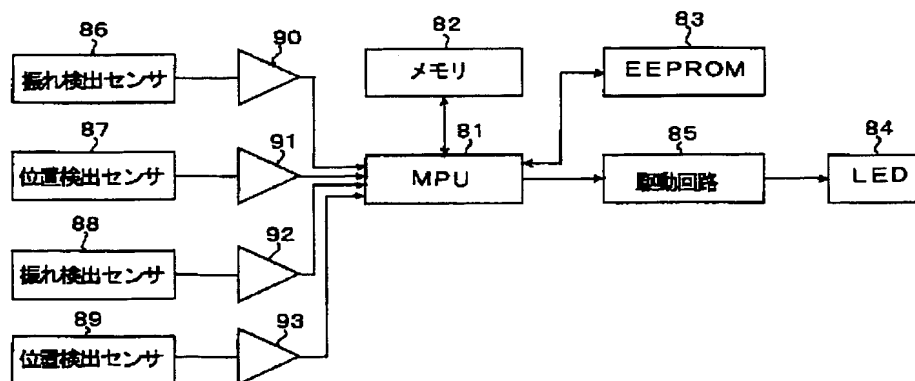 86
振れ検出センサ
90
82
メモリ
83
EEPROM
87
位置検出センサ
91
81
MPU
85
駆動回路
84
LED
88
振れ検出センサ
92
89
位置検出センサ
93